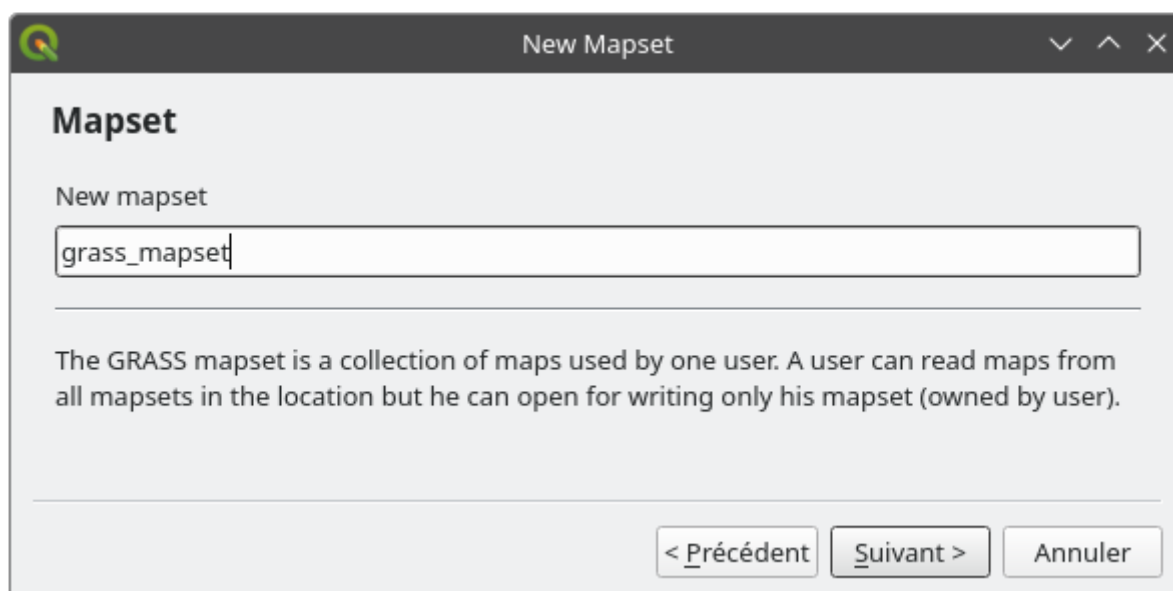 New Mapset
Mapset
New mapset
grass_mapset
The GRASS mapset is a collection of maps used by one user. A user can read maps from
all mapsets in the location but he can open for writing only his mapset (owned by user).
< Précédent Suivant > Annuler